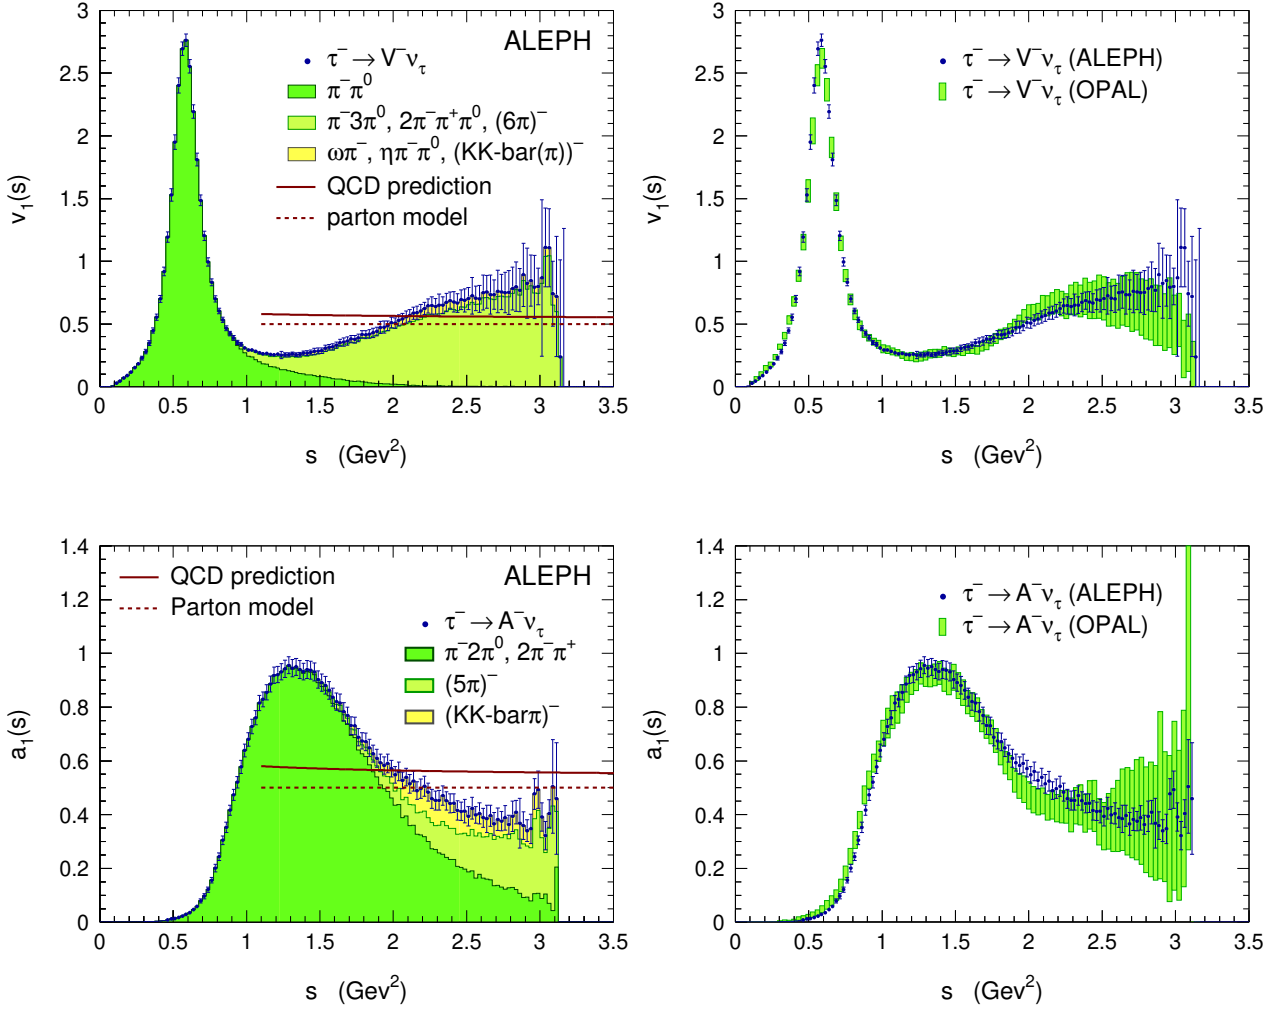 ALEPH
τ⁻ → V⁻ν_τ
π⁻π⁰
π⁻3π⁰, 2π⁻π⁺π⁰, (6π)⁻
ωπ⁻, ηπ⁻π⁰, (KK-bar(π))⁻
QCD prediction
parton model
v₁(s)
0
0.5
1
1.5
2
2.5
3
0 0.5 1 1.5 2 2.5 3 3.5
s (Gev²)
τ⁻ → V⁻ν_τ (ALEPH)
τ⁻ → V⁻ν_τ (OPAL)
v₁(s)
0
0.5
1
1.5
2
2.5
3
0 0.5 1 1.5 2 2.5 3 3.5
s (Gev²)
QCD prediction
Parton model
ALEPH
τ⁻ → A⁻ν_τ
π⁻2π⁰, 2π⁻π⁺
(5π)⁻
(KK-barπ)⁻
a₁(s)
0
0.2
0.4
0.6
0.8
1
1.2
1.4
0 0.5 1 1.5 2 2.5 3 3.5
s (Gev²)
τ⁻ → A⁻ν_τ (ALEPH)
τ⁻ → A⁻ν_τ (OPAL)
a₁(s)
0
0.2
0.4
0.6
0.8
1
1.2
1.4
0 0.5 1 1.5 2 2.5 3 3.5
s (Gev²)